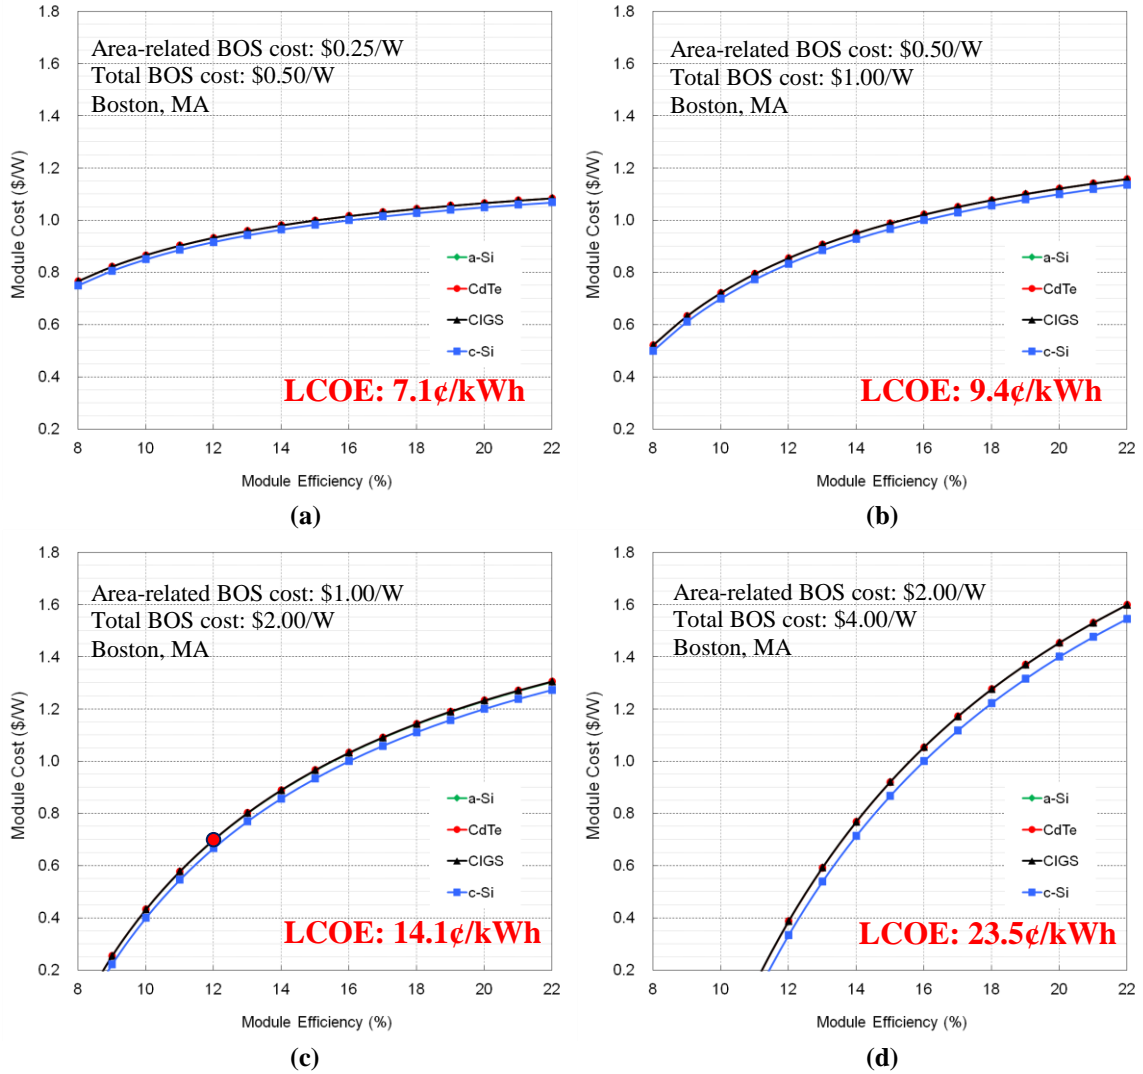 1.8
1.6
1.4
1.2
1.0
0.8
0.6
0.4
0.2
Module Cost ($/W)
Area-related BOS cost: $0.25/W
Total BOS cost: $0.50/W
Boston, MA
a-Si
CdTe
CIGS
c-Si
LCOE: 7.1¢/kWh
8 10 12 14 16 18 20 22
Module Efficiency (%)
(a)
1.8
1.6
1.4
1.2
1.0
0.8
0.6
0.4
0.2
Module Cost ($/W)
Area-related BOS cost: $0.50/W
Total BOS cost: $1.00/W
Boston, MA
a-Si
CdTe
CIGS
c-Si
LCOE: 9.4¢/kWh
8 10 12 14 16 18 20 22
Module Efficiency (%)
(b)
1.8
1.6
1.4
1.2
1.0
0.8
0.6
0.4
0.2
Module Cost ($/W)
Area-related BOS cost: $1.00/W
Total BOS cost: $2.00/W
Boston, MA
a-Si
CdTe
CIGS
c-Si
LCOE: 14.1¢/kWh
8 10 12 14 16 18 20 22
Module Efficiency (%)
(c)
1.8
1.6
1.4
1.2
1.0
0.8
0.6
0.4
0.2
Module Cost ($/W)
Area-related BOS cost: $2.00/W
Total BOS cost: $4.00/W
Boston, MA
a-Si
CdTe
CIGS
c-Si
LCOE: 23.5¢/kWh
8 10 12 14 16 18 20 22
Module Efficiency (%)
(d)